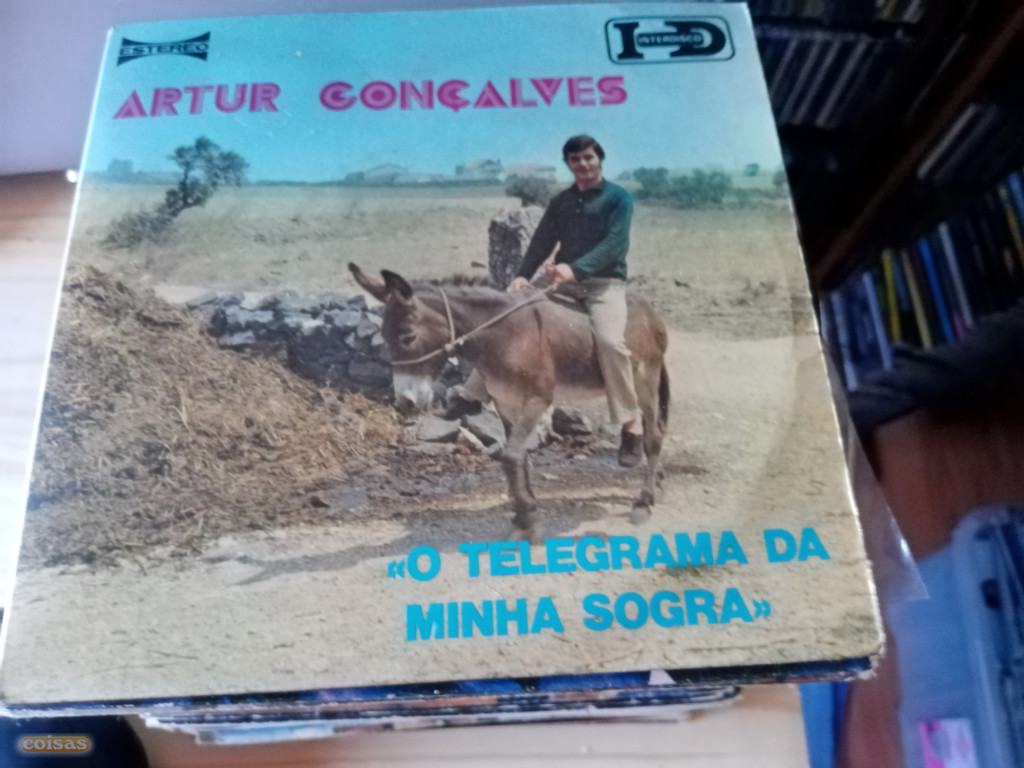 ESTEREO
INTERDISCO
ARTUR GONÇALVES
«O TELEGRAMA DA
MINHA SOGRA»
coisas